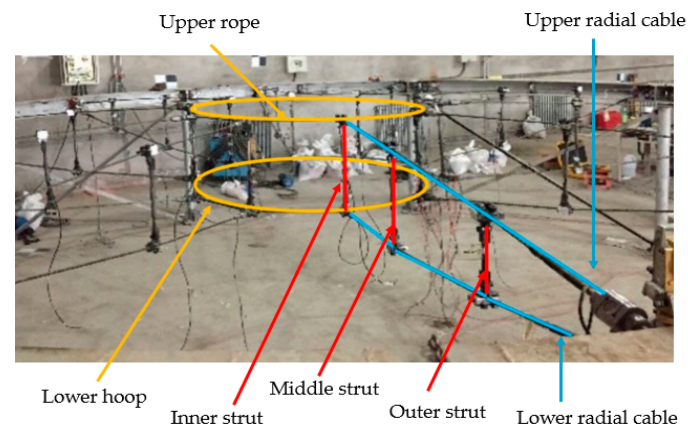 Upper rope
Upper radial cable
Lower hoop
Inner strut
Middle strut
Outer strut
Lower radial cable